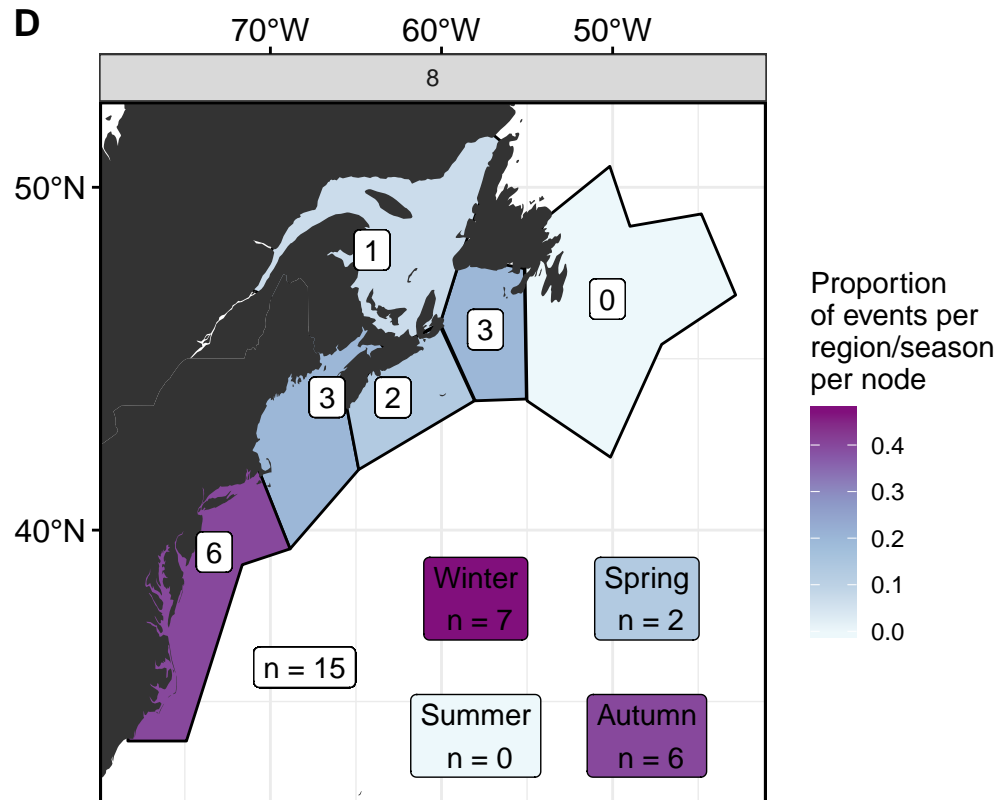 D
70°W 60°W 50°W
8
50°N
40°N
1
0
3
3
2
6
n = 15
Winter
n = 7
Spring
n = 2
Summer
n = 0
Autumn
n = 6
Proportion
of events per
region/season
per node
0.4
0.3
0.2
0.1
0.0